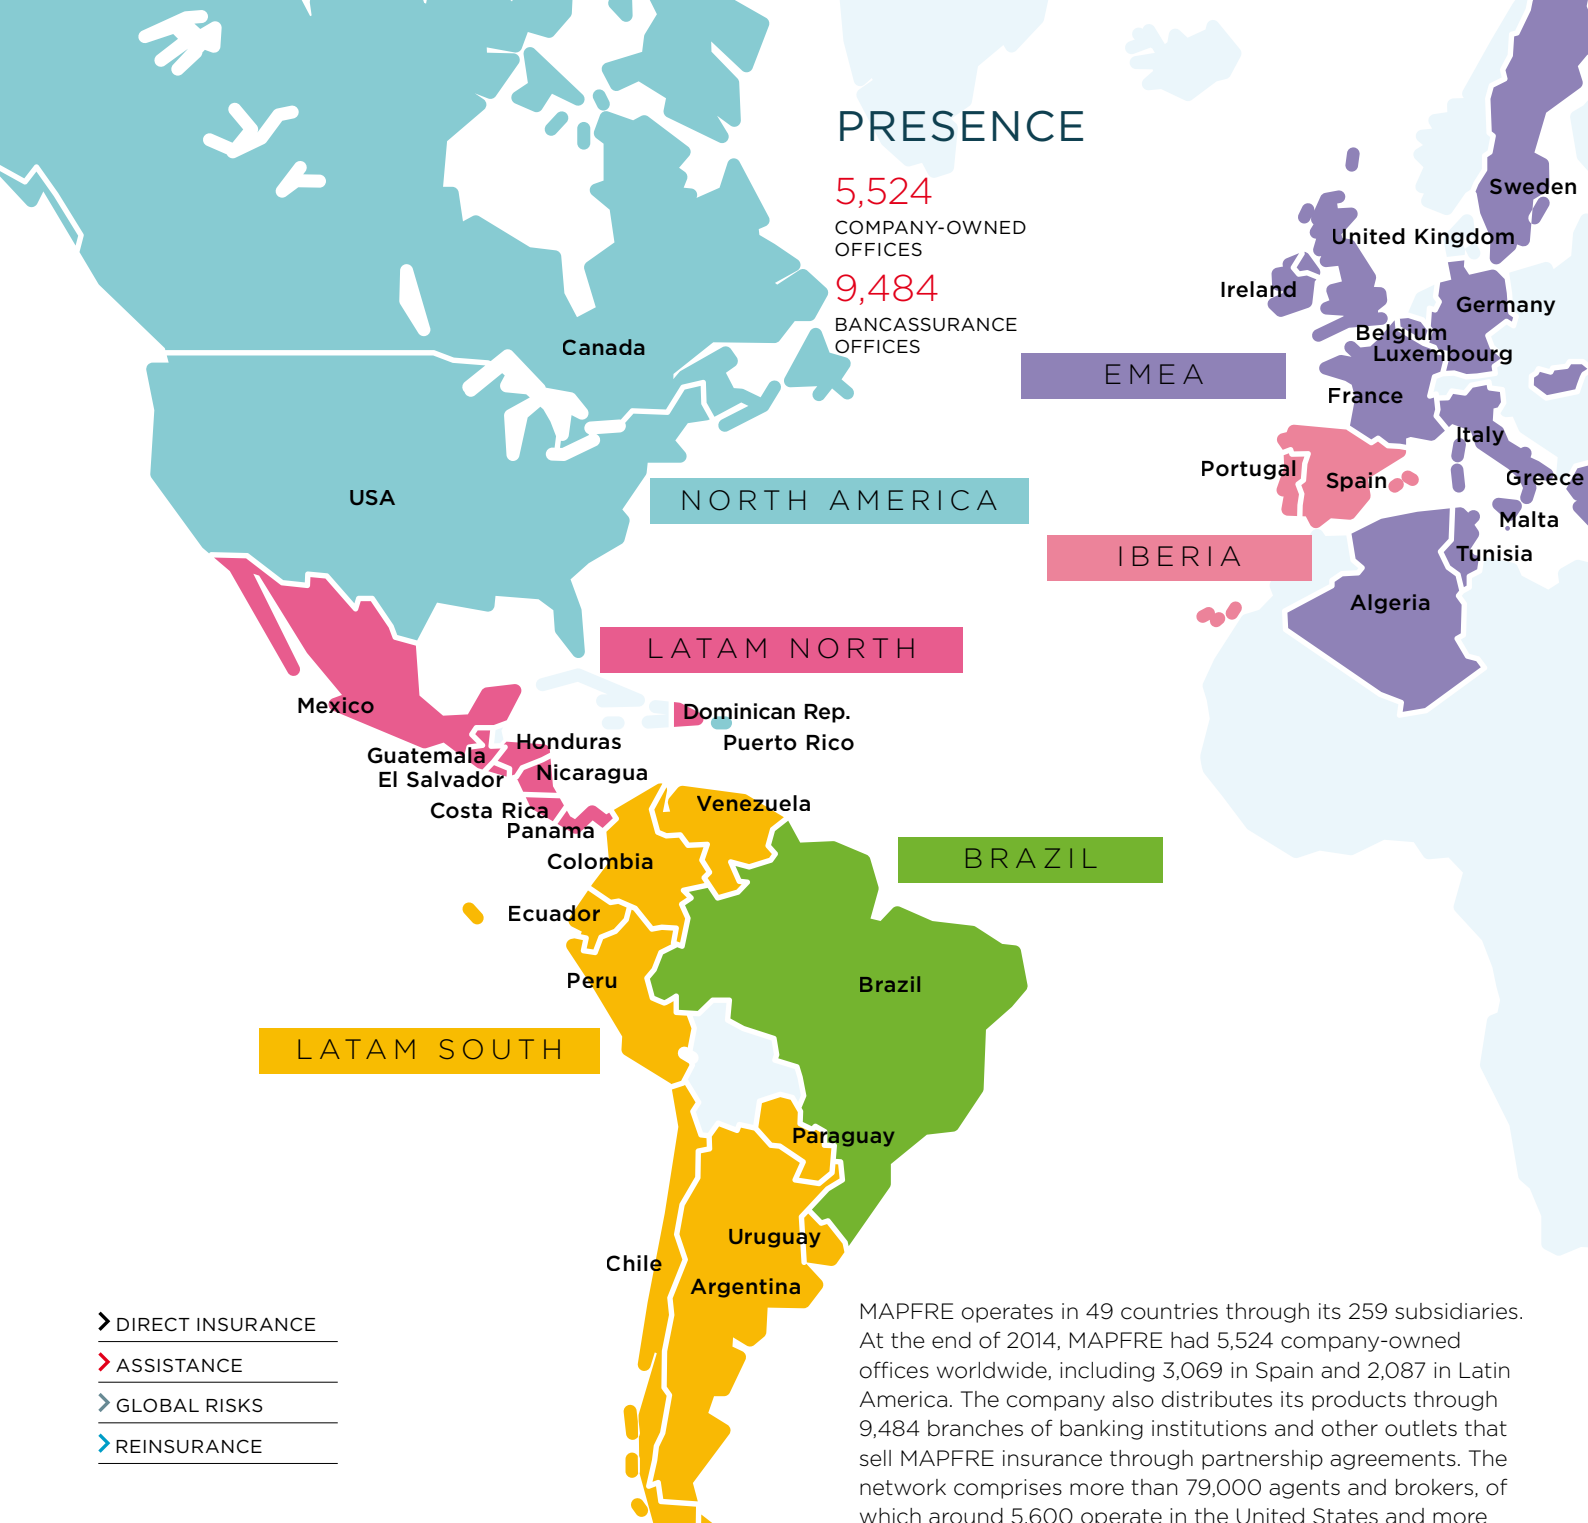 PRESENCE
5,524
COMPANY-OWNED
OFFICES
9,484
BANCASSURANCE
OFFICES
Sweden
United Kingdom
Ireland
Germany
Belgium
Luxembourg
EMEA
France
Canada
Italy
Portugal
Spain
Greece
USA
NORTH AMERICA
Malta
IBERIA
Tunisia
Algeria
LATAM NORTH
Mexico
Dominican Rep.
Puerto Rico
Honduras
Guatemala
Nicaragua
El Salvador
Costa Rica
Panama
Venezuela
Colombia
BRAZIL
Ecuador
Peru
Brazil
LATAM SOUTH
Paraguay
Uruguay
Chile
Argentina
DIRECT INSURANCE
ASSISTANCE
GLOBAL RISKS
REINSURANCE
MAPFRE operates in 49 countries through its 259 subsidiaries.
At the end of 2014, MAPFRE had 5,524 company-owned
offices worldwide, including 3,069 in Spain and 2,087 in Latin
America. The company also distributes its products through
9,484 branches of banking institutions and other outlets that
sell MAPFRE insurance through partnership agreements. The
network comprises more than 79,000 agents and brokers, of
which around 5,600 operate in the United States and more